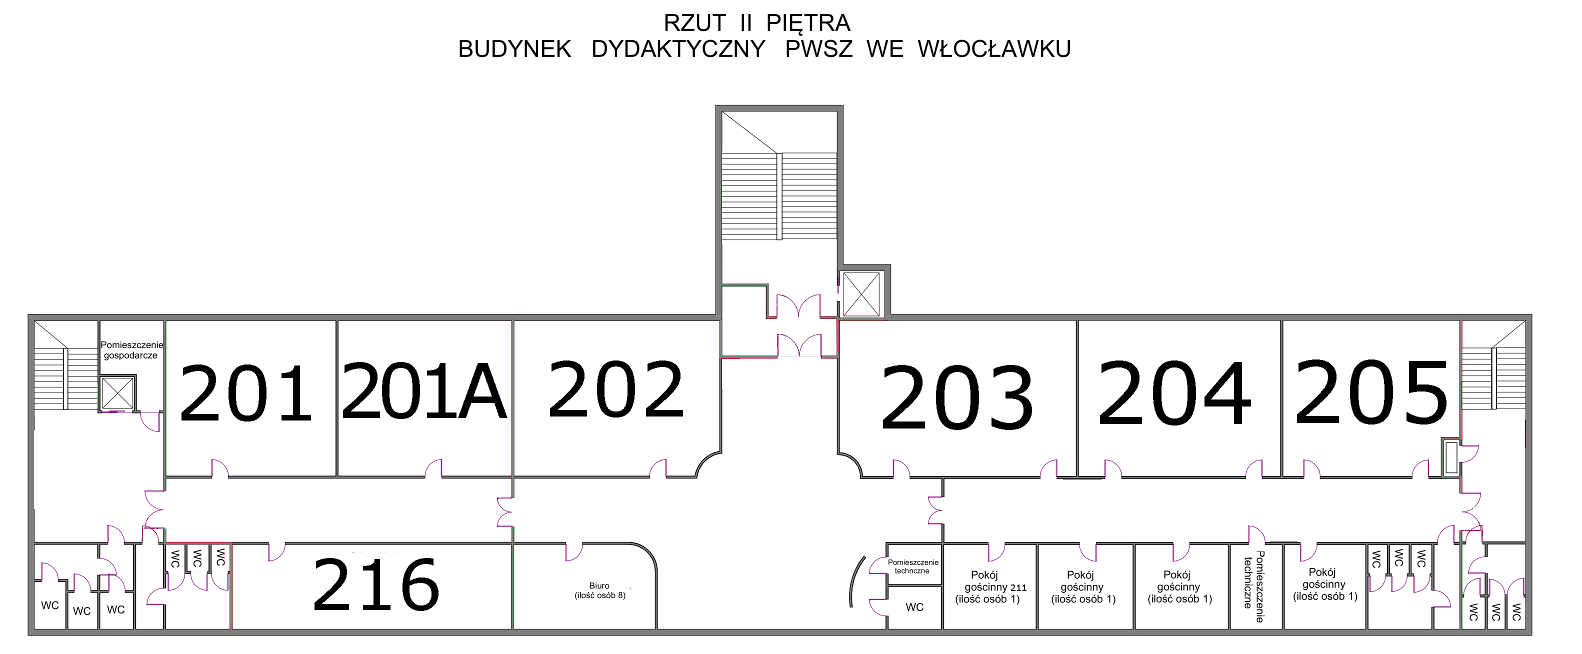 RZUT II PIĘTRA
BUDYNEK DYDAKTYCZNY PWSZ WE WŁOCŁAWKU
Pomieszczenie
gospodarcze
201
201A
202
203
204
205
WC
WC
WC
WC
WC
WC
216
Biuro
(ilość osób 8)
Pomieszczenie
techniczne
WC
Pokój
gościnny 211
(ilość osób 1)
Pokój
gościnny
(ilość osób 1)
Pokój
gościnny
(ilość osób 1)
Pomieszczenie
techniczne
Pokój
gościnny
(ilość osób 1)
WC
WC
WC
WC
WC
WC